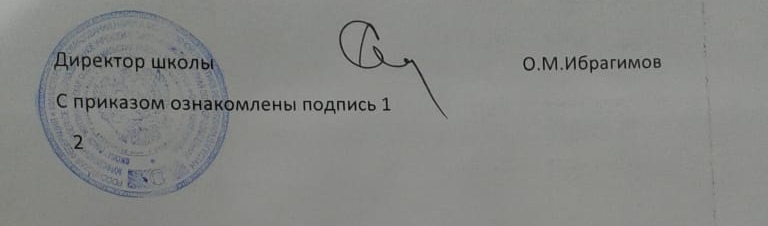 Директор школы О.М.Ибрагимов
С приказом ознакомлены подпись 1
2